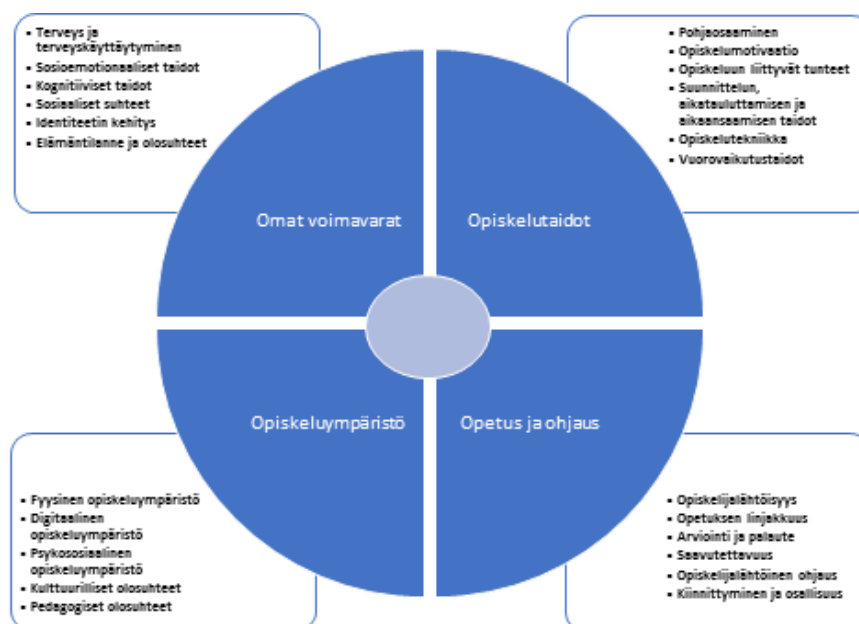 ▪ Terveys ja
terveyskäyttäytyminen
▪ Sosioemotionaaliset taidot
▪ Kognitiiviset taidot
▪ Sosiaaliset suhteet
▪ Identiteetin kehitys
▪ Elämäntilanne ja olosuhteet
▪ Pohjaosaaminen
▪ Opiskelumotivaatio
▪ Opiskeluun liittyvät tunteet
▪ Suunnittelun,
aikatauluttamisen ja
aikaansaamisen taidot
▪ Opiskelutekniikka
▪ Vuorovaikutustaidot
Omat voimavarat
Opiskelutaidot
Opiskeluympäristö
Opetus ja ohjaus
▪ Fyysinen opiskeluympäristö
▪ Digitaalinen
opiskeluympäristö
▪ Psykososiaalinen
opiskeluympäristö
▪ Kulttuurilliset olosuhteet
▪ Pedagogiset olosuhteet
▪ Opiskelijalähtöisyys
▪ Opetuksen linjakkuus
▪ Arviointi ja palaute
▪ Saavutettavuus
▪ Opiskelijalähtöinen ohjaus
▪ Kiinnittyminen ja osallisuus